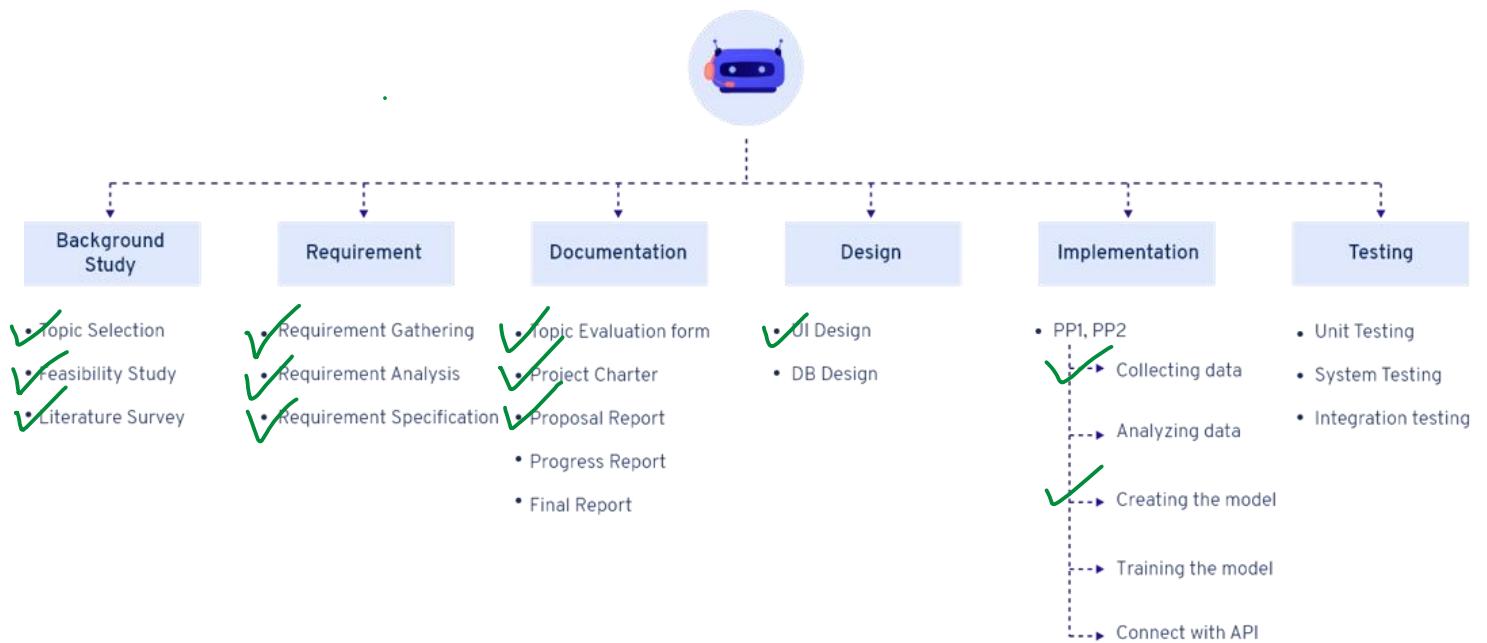 Background
Study
Topic Selection
Feasibility Study
Literature Survey
Requirement
Requirement Gathering
Requirement Analysis
Requirement Specification
Documentation
Topic Evaluation form
Project Charter
Proposal Report
Progress Report
Final Report
Design
UI Design
DB Design
Implementation
PP1, PP2
Collecting data
Analyzing data
Creating the model
Training the model
Connect with API
Testing
Unit Testing
System Testing
Integration testing